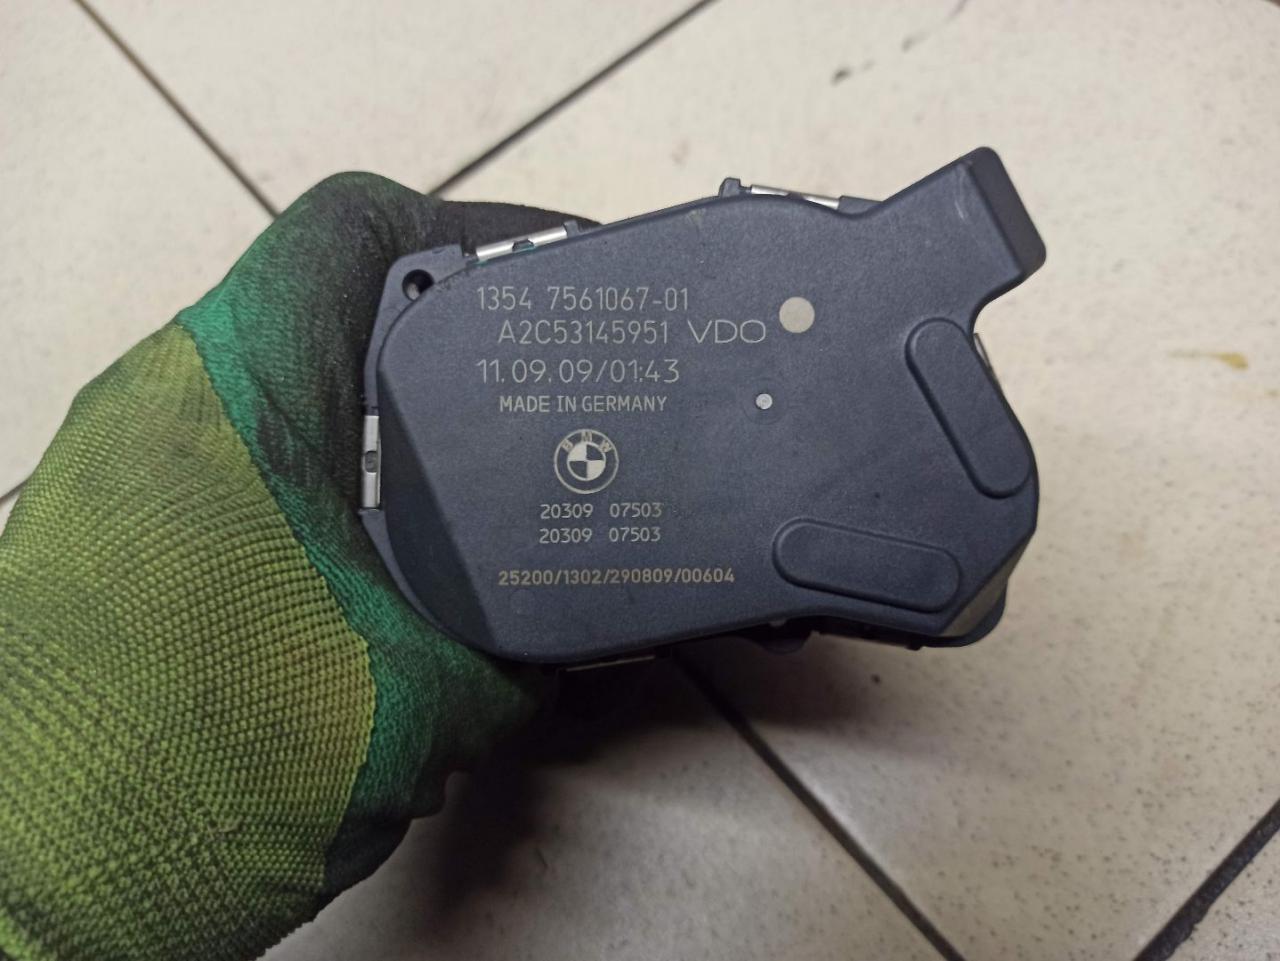 1354 7561067-01
A2C53145951 VDO
11.09.09/01:43
MADE IN GERMANY
BMW
20309 07503
20309 07503
25200/1302/290809/00604